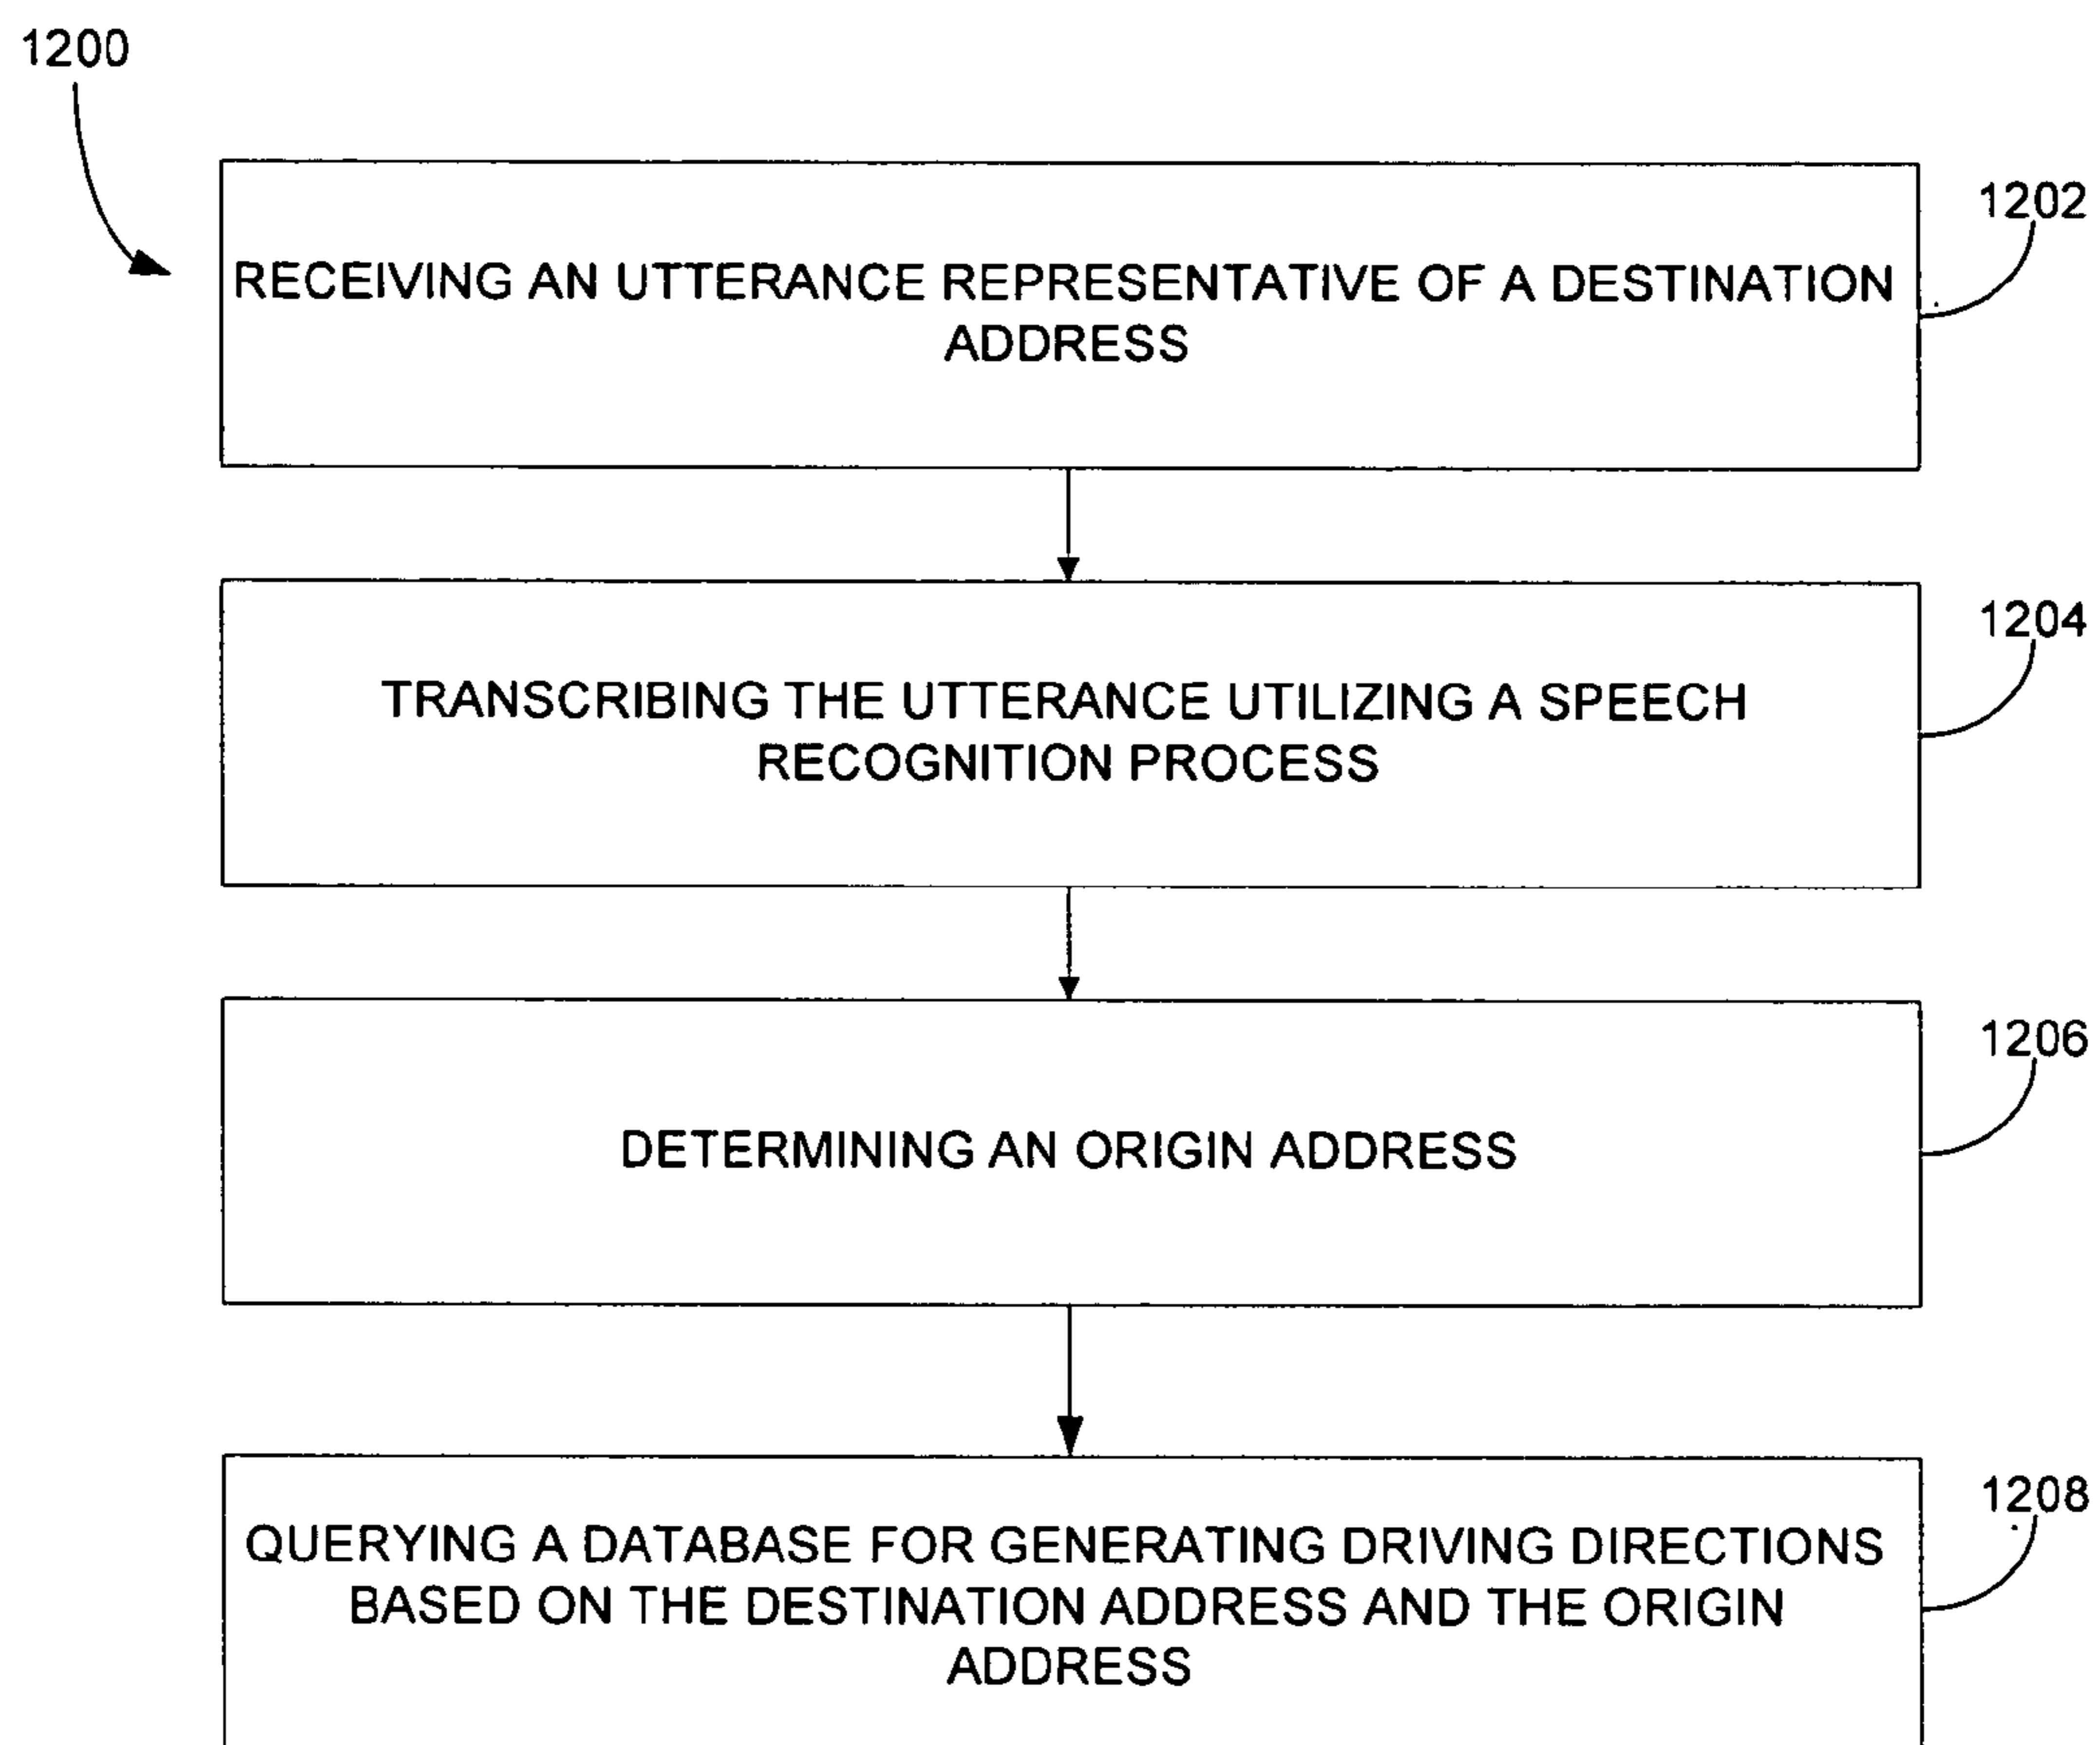 1200
1202
RECEIVING AN UTTERANCE REPRESENTATIVE OF A DESTINATION
ADDRESS
1204
TRANSCRIBING THE UTTERANCE UTILIZING A SPEECH
RECOGNITION PROCESS
1206
DETERMINING AN ORIGIN ADDRESS
1208
QUERYING A DATABASE FOR GENERATING DRIVING DIRECTIONS
BASED ON THE DESTINATION ADDRESS AND THE ORIGIN
ADDRESS